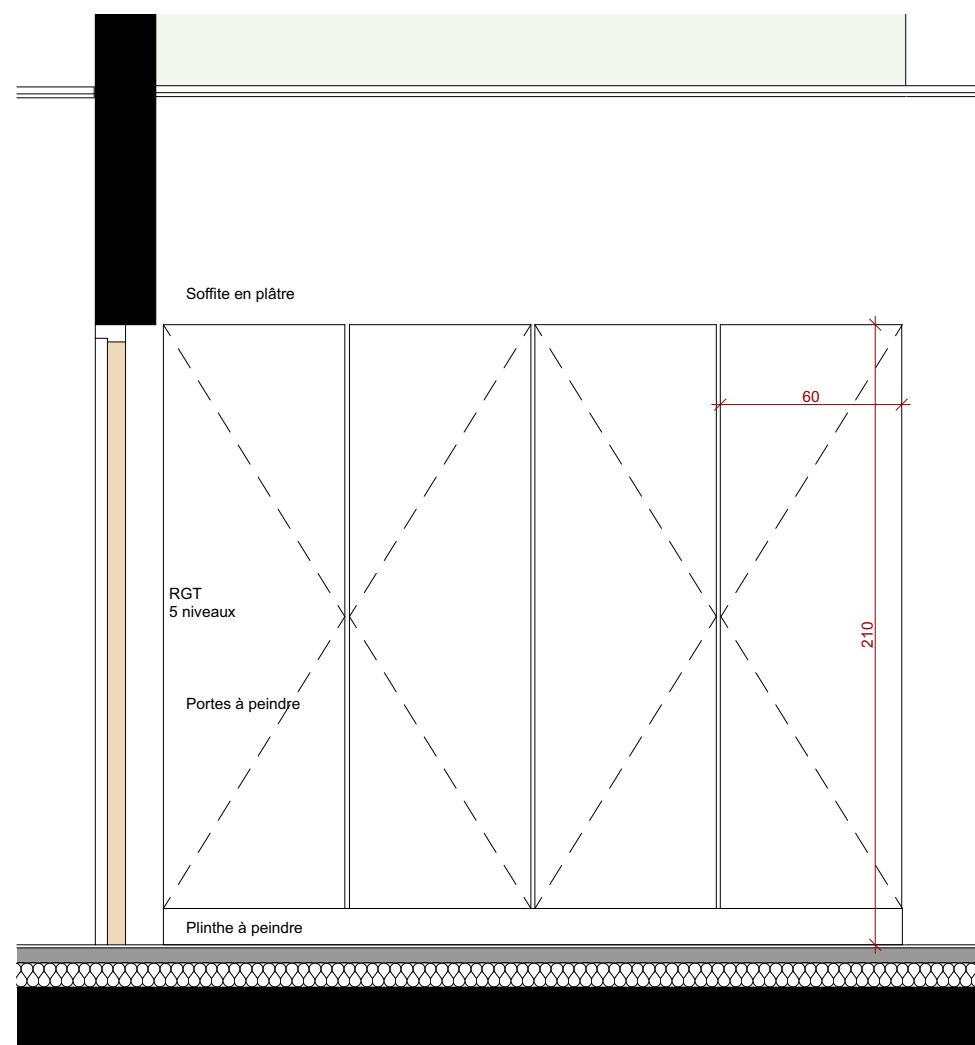 Soffite en plâtre
60
RGT
5 niveaux
210
Portes à peindre
Plinthe à peindre